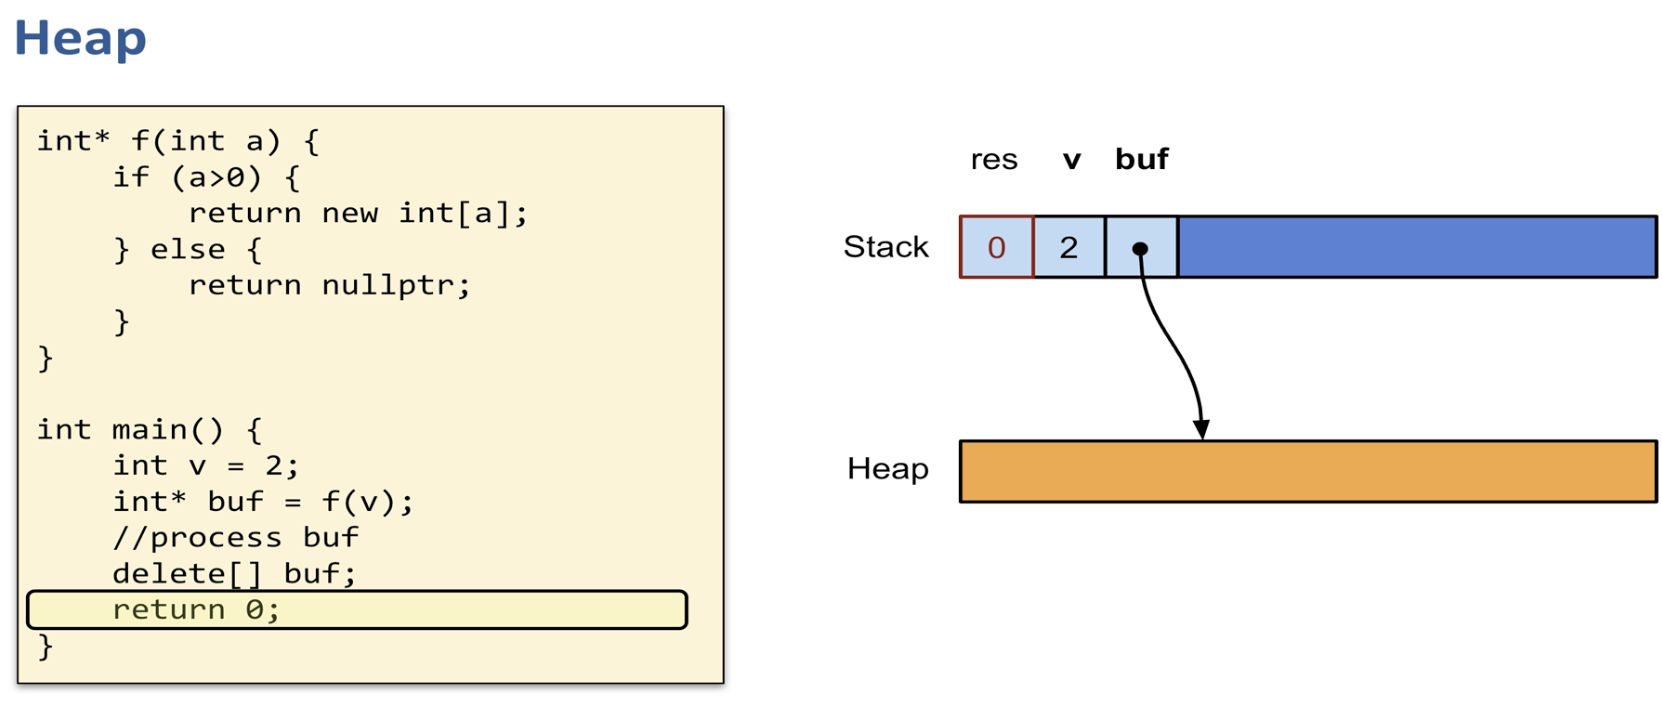 Heap
int* f(int a) {
    if (a>0) {
        return new int[a];
    } else {
        return nullptr;
    }
}
int main() {
    int v = 2;
    int* buf = f(v);
    //process buf
    delete[] buf;
    return 0;
}
res v buf
Stack 0 2
Heap